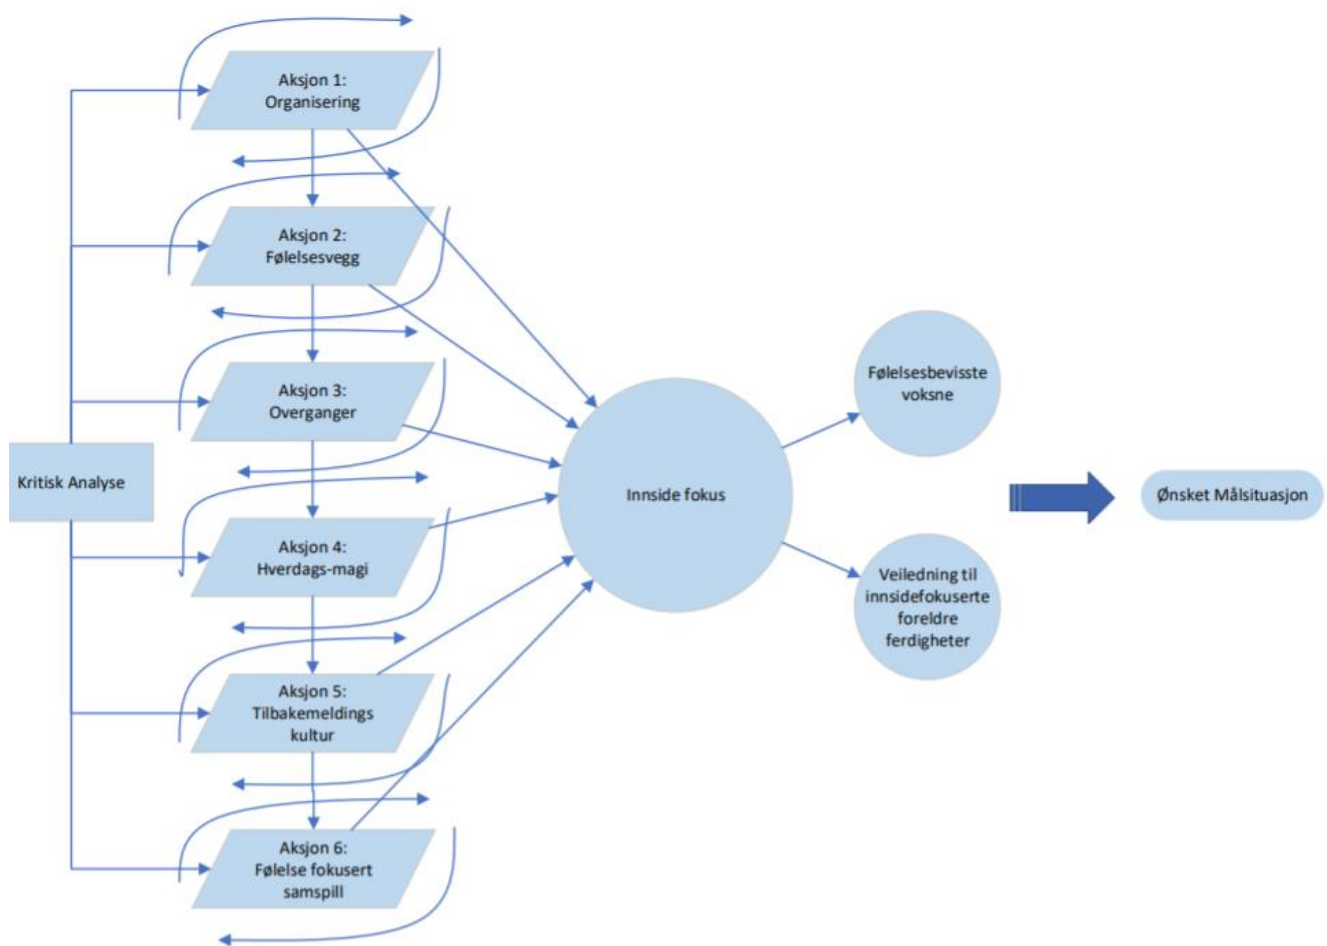 Aksjon 1:
Organisering
Aksjon 2:
Følelsesvegg
Aksjon 3:
Overganger
Kritisk Analyse
Aksjon 4:
Hverdags-magi
Aksjon 5:
Tilbakemeldings
kultur
Aksjon 6:
Følelse fokusert
samspill
Innside fokus
Følelsesbevisste
voksne
Veiledning til
innsidefokuserte
foreldre
ferdigheter
Ønsket Målsituasjon